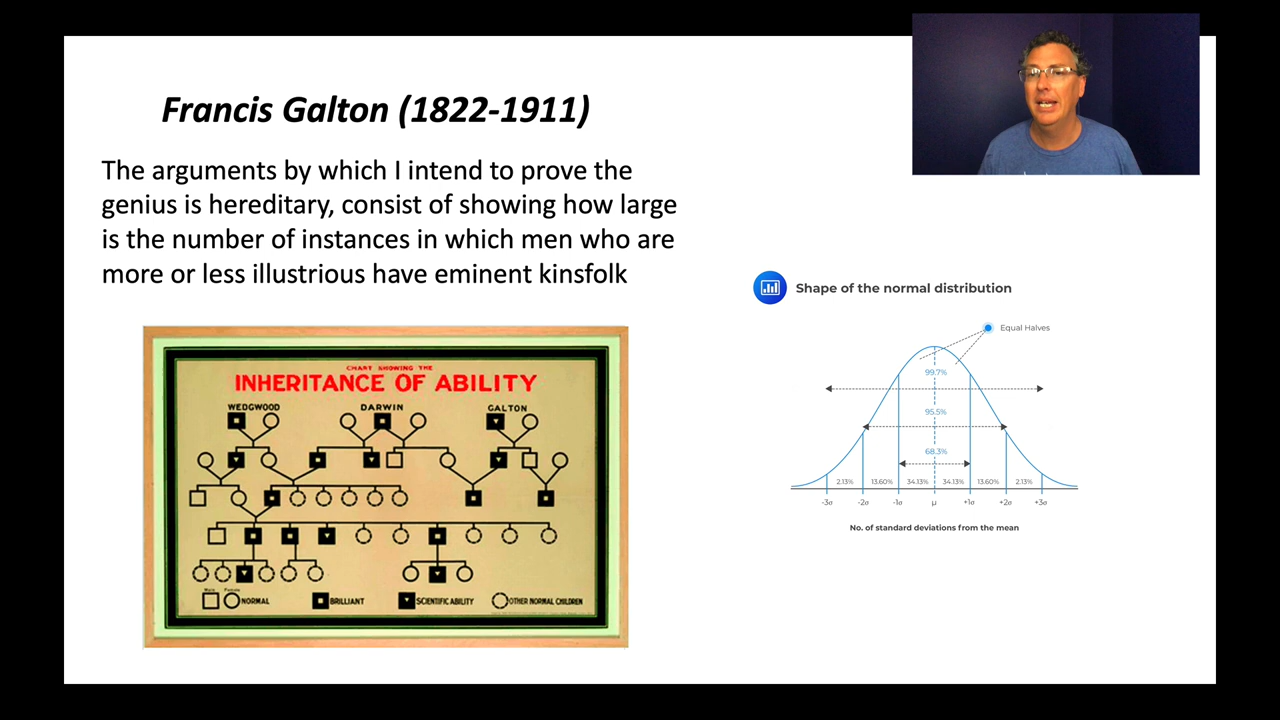 Francis Galton (1822-1911)
The arguments by which I intend to prove the
genius is hereditary, consist of showing how large
is the number of instances in which men who are
more or less illustrious have eminent kinsfolk
CHART SHOWING THE
INHERITANCE OF ABILITY
WEDGWOOD DARWIN GALTON
Male Female
NORMAL BRILLIANT SCIENTIFIC ABILITY OTHER NORMAL CHILDREN
Shape of the normal distribution
Equal Halves
99.7%
95.5%
68.3%
2.13% 13.60% 34.13% 34.13% 13.60% 2.13%
-3σ -2σ -1σ μ +1σ +2σ +3σ
No. of standard deviations from the mean